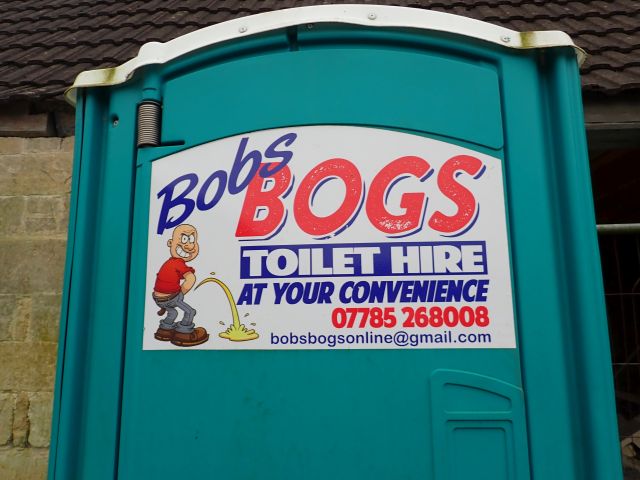 Bobs
BOGS
TOILET HIRE
AT YOUR CONVENIENCE
07785 268008
bobsbogsonline@gmail.com